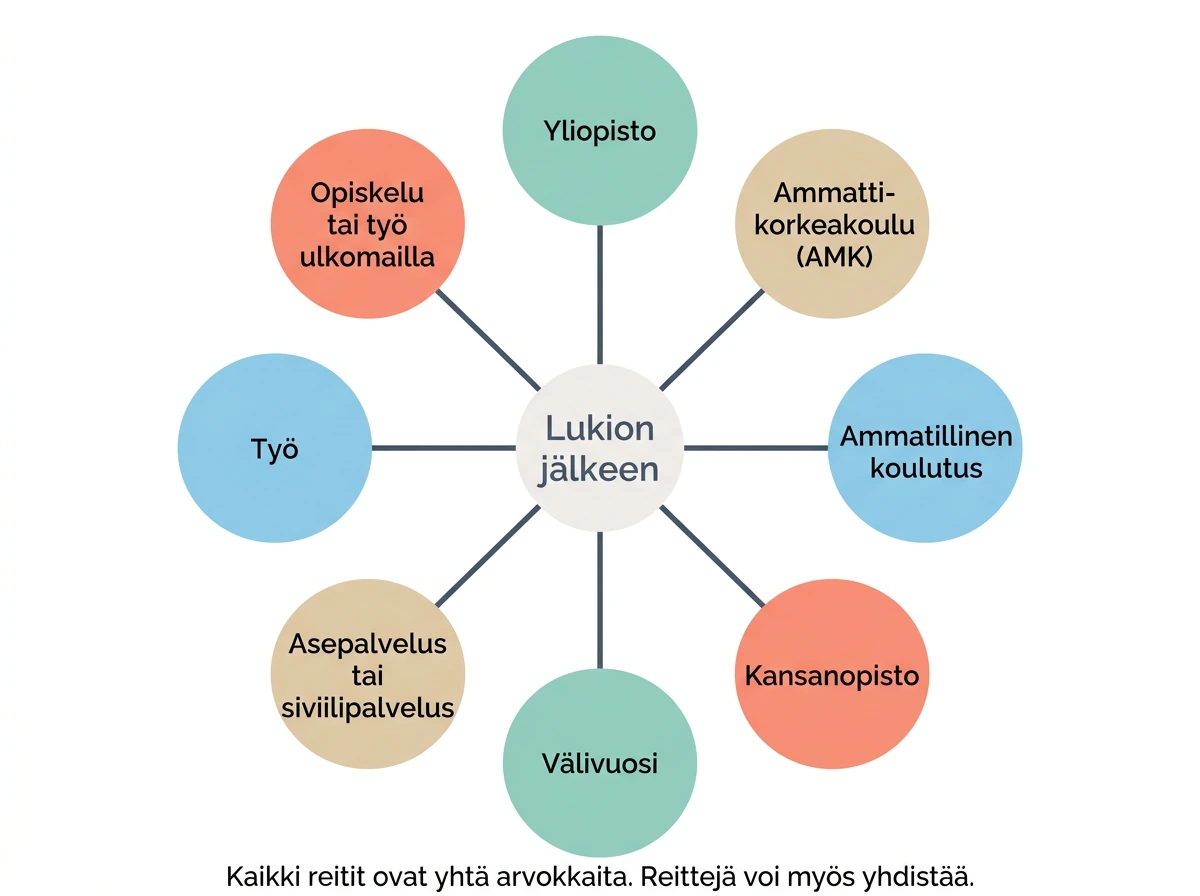 Yliopisto
Ammatti-
korkeakoulu
(AMK)
Ammatillinen
koulutus
Kansanopisto
Välivuosi
Asepalvelus
tai
siviilipalvelus
Työ
Opiskelu
tai työ
ulkomailla
Lukion
jälkeen
Kaikki reitit ovat yhtä arvokkaita. Reittejä voi myös yhdistää.